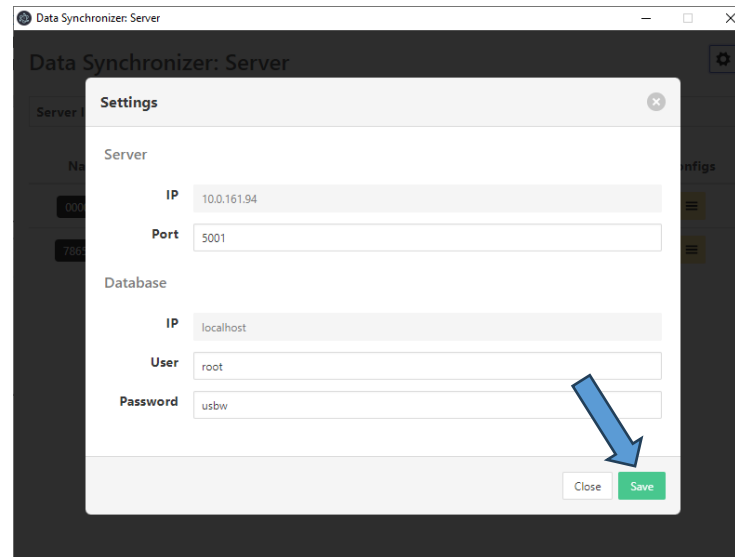 Data Synchronizer: Server
Data Synchronizer: Server
Server
Settings
Server
IP 10.0.161.94
Port 5001
Database
IP localhost
User root
Password usbw
Close Save